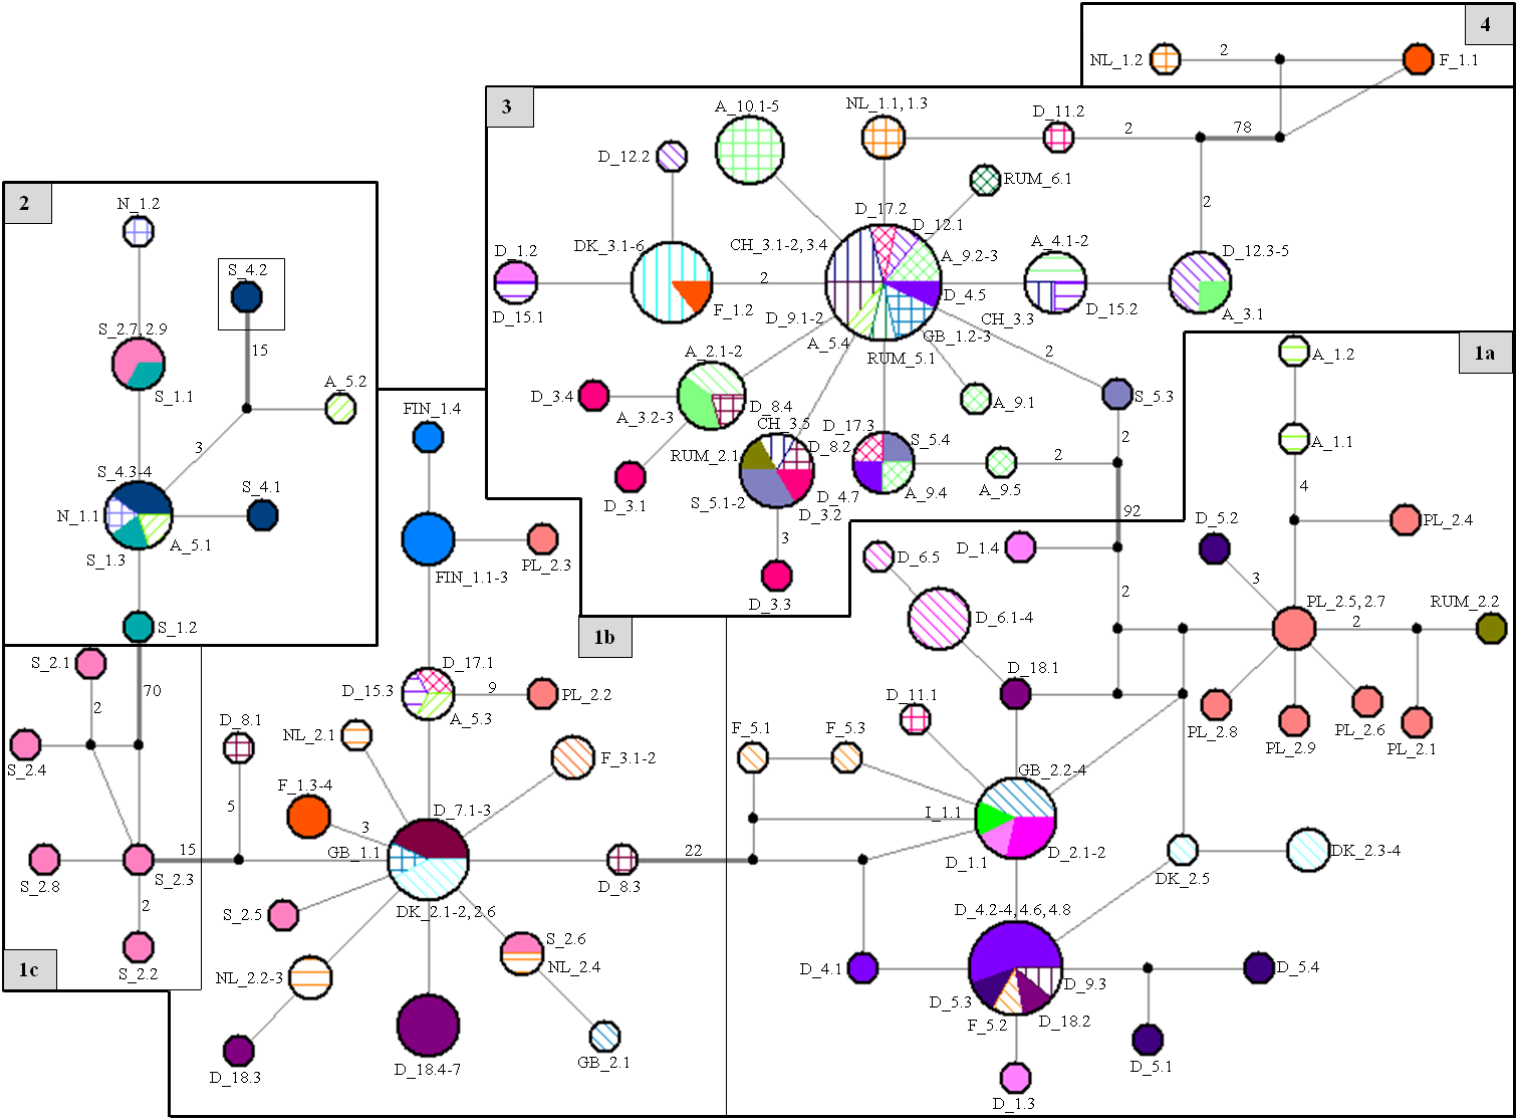 4
NL_1.2
2
F_1.1
3
A_10.1-5
NL_1.1, 1.3
D_11.2
2
78
D_12.2
RUM_6.1
2
D_17.2
D_12.1
DK_3.1-6
CH_3.1-2, 3.4
A_9.2-3
A_4.1-2
D_12.3-5
D_1.2
2
D_4.5
D_15.1
F_1.2
D_9.1-2
A_5.4
GB_1.2-3
CH_3.3
D_15.2
A_3.1
RUM_5.1
A_2.1-2
2
D_3.4
A_3.2-3
D_8.4
A_9.1
S_5.3
CH_3.5
D_17.3
D_8.2
S_5.4
2
RUM_2.1
2
D_3.1
S_5.1-2
D_4.7
D_3.2
A_9.4
A_9.5
92
3
D_3.3
2
N_1.2
S_4.2
S_2.7, 2.9
15
S_1.1
A_5.2
3
S_4.3-4
S_4.1
N_1.1
A_5.1
S_1.3
S_1.2
70
1a
A_1.2
A_1.1
4
D_5.2
PL_2.4
D_6.5
D_1.4
3
2
PL_2.5, 2.7
2
RUM_2.2
D_6.1-4
D_18.1
PL_2.8
PL_2.9
PL_2.6
PL_2.1
D_11.1
F_5.1
F_5.3
GB_2.2-4
I_1.1
D_1.1
D_2.1-2
DK_2.5
DK_2.3-4
D_4.2-4, 4.6, 4.8
D_4.1
D_9.3
D_5.4
D_5.3
F_5.2
D_18.2
D_5.1
D_1.3
1b
FIN_1.4
FIN_1.1-3
PL_2.3
D_17.1
D_15.3
9
PL_2.2
A_5.3
D_8.1
NL_2.1
F_3.1-2
F_1.3-4
5
3
D_7.1-3
GB_1.1
22
D_8.3
DK_2.1-2, 2.6
S_2.5
S_2.6
NL_2.4
NL_2.2-3
D_18.3
D_18.4-7
GB_2.1
1c
S_2.1
2
S_2.4
15
S_2.8
S_2.3
2
S_2.2